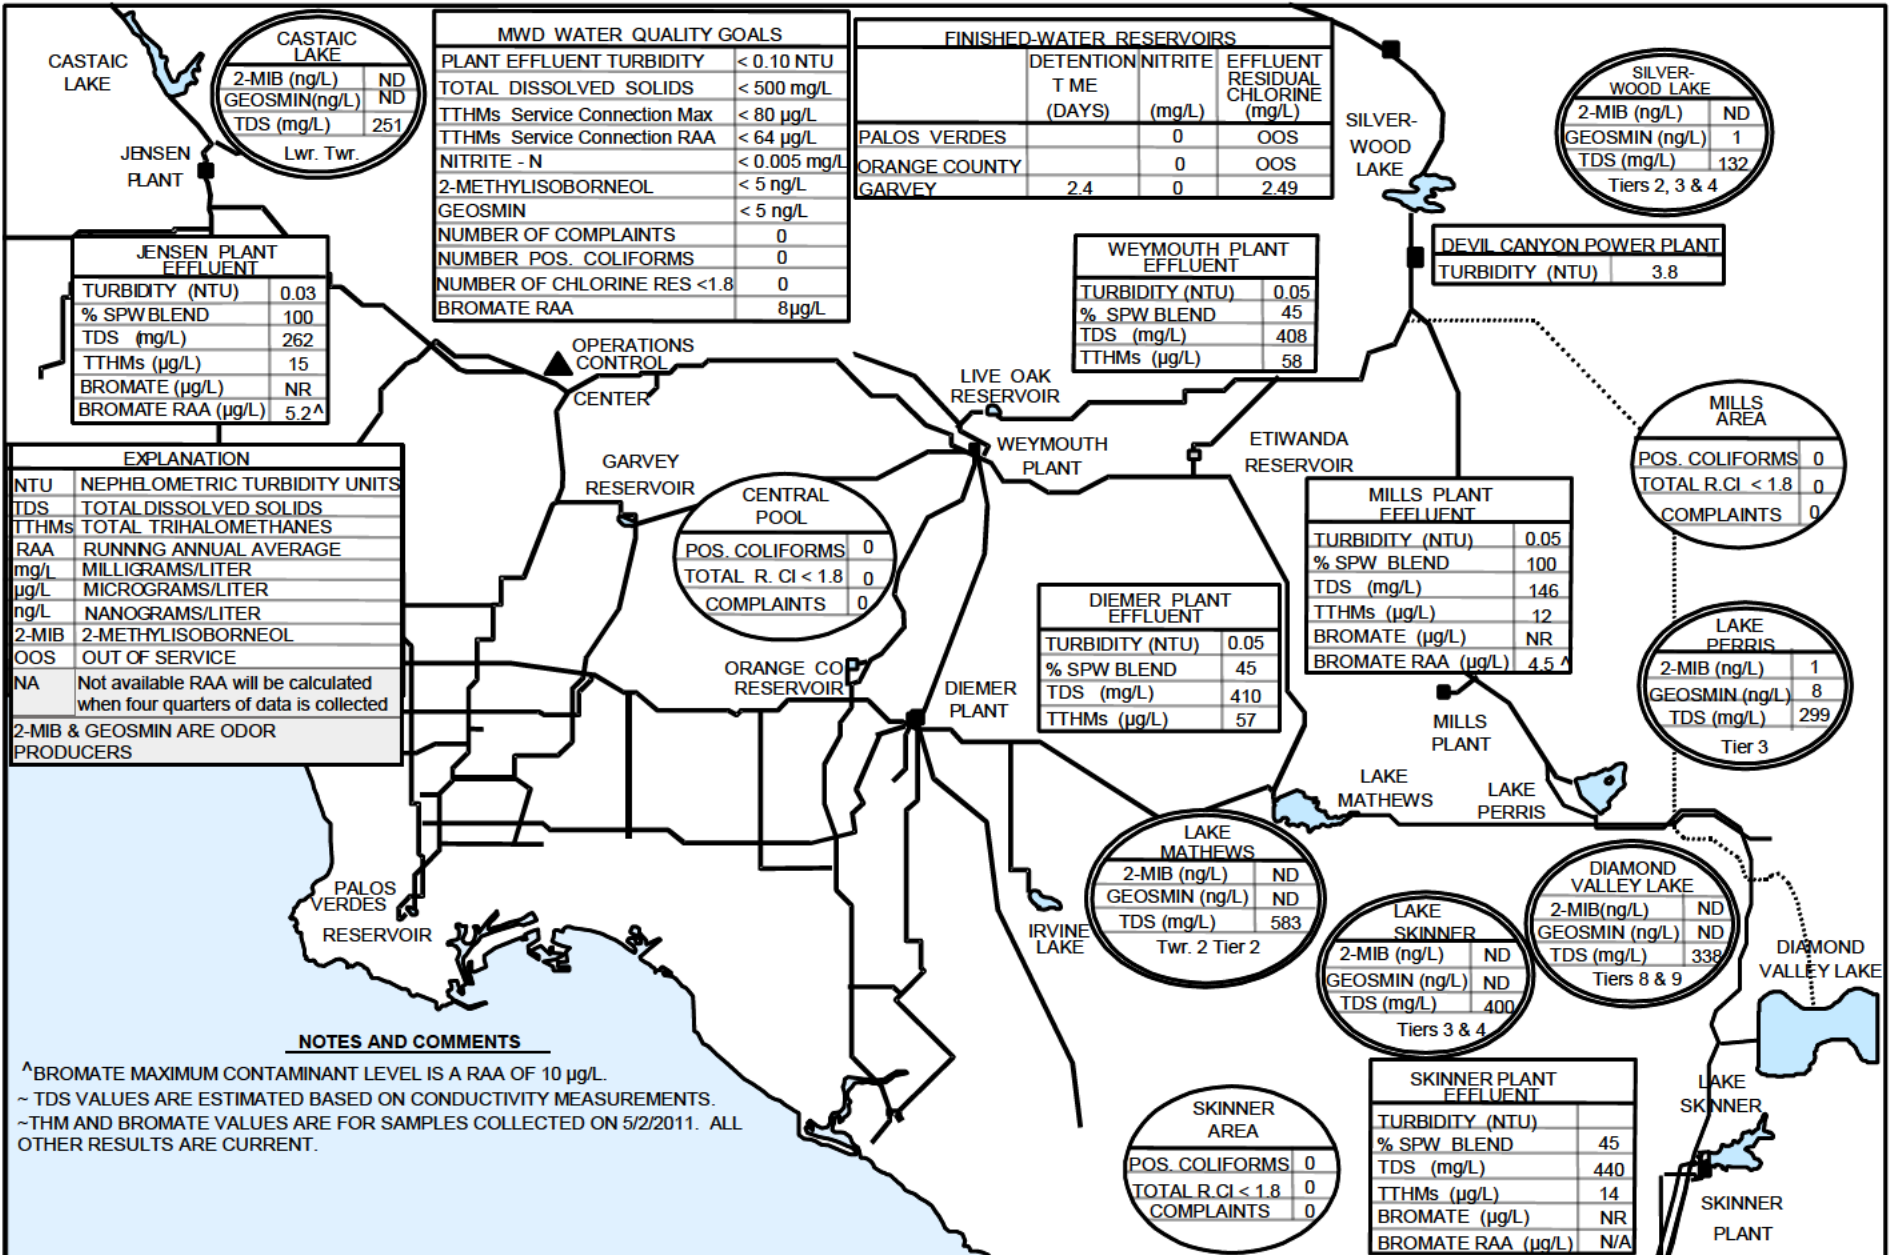 CASTAIC
LAKE
CASTAIC
LAKE
2-MIB (ng/L) ND
GEOSMIN(ng/L) ND
TDS (mg/L) 251
Lwr. Twr.
JENSEN
PLANT
MWD WATER QUALITY GOALS
PLANT EFFLUENT TURBIDITY < 0.10 NTU
TOTAL DISSOLVED SOLIDS < 500 mg/L
TTHMs Service Connection Max < 80 µg/L
TTHMs Service Connection RAA < 64 µg/L
NITRITE - N < 0.005 mg/L
2-METHYLISOBORNEOL < 5 ng/L
GEOSMIN < 5 ng/L
NUMBER OF COMPLAINTS 0
NUMBER POS. COLIFORMS 0
NUMBER OF CHLORINE RES <1.8 0
BROMATE RAA 8µg/L
FINISHED-WATER RESERVOIRS
DETENTION NITRITE EFFLUENT
T ME RESIDUAL
CHLORINE
(DAYS) (mg/L) (mg/L)
PALOS VERDES 0 OOS
ORANGE COUNTY 0 OOS
GARVEY 2.4 0 2.49
SILVER-
WOOD
LAKE
SILVER-
WOOD LAKE
2-MIB (ng/L) ND
GEOSMIN (ng/L) 1
TDS (mg/L) 132
Tiers 2, 3 & 4
DEVIL CANYON POWER PLANT
TURBIDITY (NTU) 3.8
JENSEN PLANT
EFFLUENT
TURBIDITY (NTU) 0.03
% SPW BLEND 100
TDS (mg/L) 262
TTHMs (µg/L) 15
BROMATE (µg/L) NR
BROMATE RAA (µg/L) 5.2^
WEYMOUTH PLANT
EFFLUENT
TURBIDITY (NTU) 0.05
% SPW BLEND 45
TDS (mg/L) 408
TTHMs (µg/L) 58
OPERATIONS
CONTROL
CENTER
LIVE OAK
RESERVOIR
WEYMOUTH
PLANT
ETIWANDA
RESERVOIR
GARVEY
RESERVOIR
MILLS
AREA
POS. COLIFORMS 0
TOTAL R.Cl < 1.8 0
COMPLAINTS 0
EXPLANATION
NTU NEPHELOMETRIC TURBIDITY UNITS
TDS TOTAL DISSOLVED SOLIDS
TTHMs TOTAL TRIHALOMETHANES
RAA RUNNING ANNUAL AVERAGE
mg/L MILLIGRAMS/LITER
µg/L MICROGRAMS/LITER
ng/L NANOGRAMS/LITER
2-MIB 2-METHYLISOBORNEOL
OOS OUT OF SERVICE
NA Not available RAA will be calculated
when four quarters of data is collected
2-MIB & GEOSMIN ARE ODOR
PRODUCERS
CENTRAL
POOL
POS. COLIFORMS 0
TOTAL R. Cl < 1.8 0
COMPLAINTS 0
MILLS PLANT
EFFLUENT
TURBIDITY (NTU) 0.05
% SPW BLEND 100
TDS (mg/L) 146
TTHMs (µg/L) 12
BROMATE (µg/L) NR
BROMATE RAA (µg/L) 4.5 ^
DIEMER PLANT
EFFLUENT
TURBIDITY (NTU) 0.05
% SPW BLEND 45
TDS (mg/L) 410
TTHMs (µg/L) 57
LAKE
PERRIS
2-MIB (ng/L) 1
GEOSMIN (ng/L) 8
TDS (mg/L) 299
Tier 3
ORANGE CO
RESERVOIR
DIEMER
PLANT
MILLS
PLANT
LAKE
MATHEWS
LAKE
PERRIS
LAKE
MATHEWS
2-MIB (ng/L) ND
GEOSMIN (ng/L) ND
TDS (mg/L) 583
Twr. 2 Tier 2
DIAMOND
VALLEY LAKE
2-MIB(ng/L) ND
GEOSMIN (ng/L) ND
TDS (mg/L) 338
Tiers 8 & 9
LAKE
SKINNER
2-MIB (ng/L) ND
GEOSMIN (ng/L) ND
TDS (mg/L) 400
Tiers 3 & 4
PALOS
VERDES
RESERVOIR
IRVINE
LAKE
DIAMOND
VALLEY LAKE
NOTES AND COMMENTS
^BROMATE MAXIMUM CONTAMINANT LEVEL IS A RAA OF 10 µg/L.
~ TDS VALUES ARE ESTIMATED BASED ON CONDUCTIVITY MEASUREMENTS.
~THM AND BROMATE VALUES ARE FOR SAMPLES COLLECTED ON 5/2/2011. ALL
OTHER RESULTS ARE CURRENT.
SKINNER
AREA
POS. COLIFORMS 0
TOTAL R.Cl < 1.8 0
COMPLAINTS 0
SKINNER PLANT
EFFLUENT
TURBIDITY (NTU)
% SPW BLEND 45
TDS (mg/L) 440
TTHMs (µg/L) 14
BROMATE (µg/L) NR
BROMATE RAA (µg/L) N/A
LAKE
SKINNER
SKINNER
PLANT